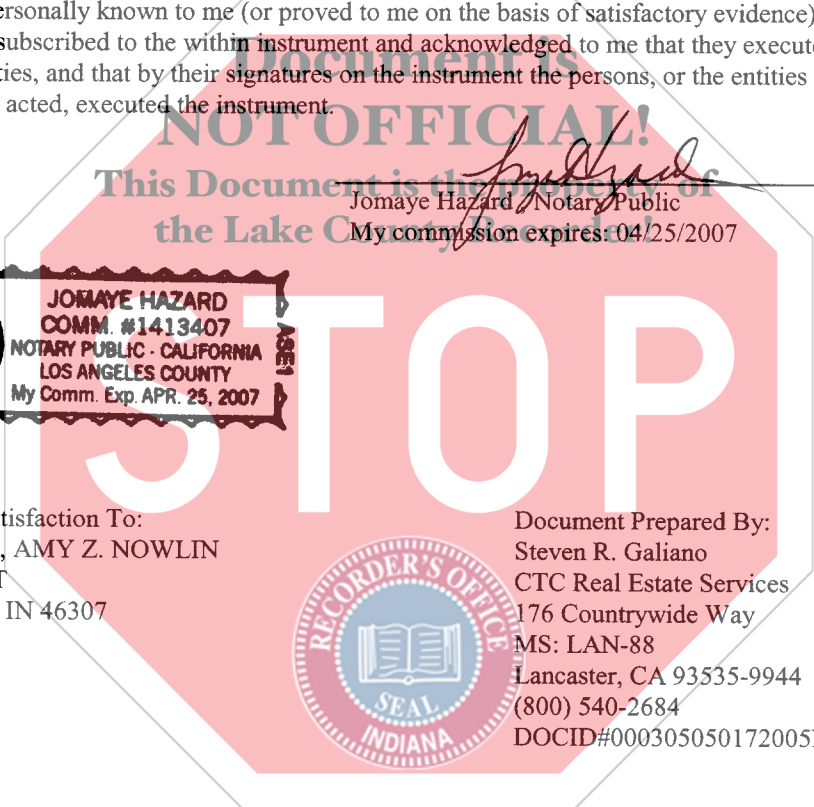 ersonally known to me (or proved to me on the basis of satisfactory evidence)
subscribed to the within instrument and acknowledged to me that they execut
ties, and that by their signatures on the instrument the persons, or the entities
acted, executed the instrument.
Document is
NOT OFFICIAL!
This Document is the property of
the Lake County Recorder!
Jomaye Hazard, Notary Public
My commission expires: 04/25/2007
JOMAYE HAZARD
COMM. #1413407
NOTARY PUBLIC - CALIFORNIA
LOS ANGELES COUNTY
My Comm. Exp. APR. 25, 2007
ASE1
STOP
tisfaction To:
, AMY Z. NOWLIN
T
IN 46307
RECORDER'S OFFICE
SEAL
INDIANA
Document Prepared By:
Steven R. Galiano
CTC Real Estate Services
176 Countrywide Way
MS: LAN-88
Lancaster, CA 93535-9944
(800) 540-2684
DOCID#000305050172005